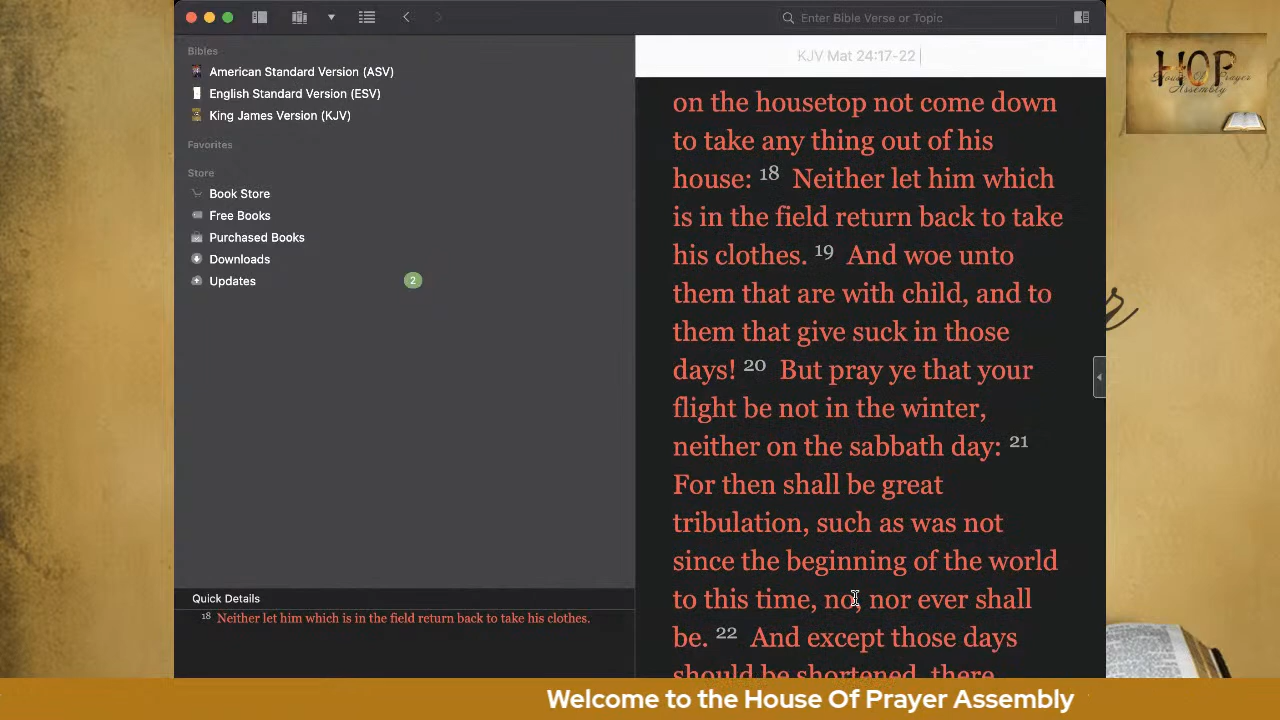 Enter Bible Verse or Topic
Bibles
American Standard Version (ASV)
English Standard Version (ESV)
King James Version (KJV)
Favorites
Store
Book Store
Free Books
Purchased Books
Downloads
Updates
2
Quick Details
18 Neither let him which is in the field return back to take his clothes.
KJV Mat 24:17-22
on the housetop not come down
to take any thing out of his
house: 18 Neither let him which
is in the field return back to take
his clothes. 19 And woe unto
them that are with child, and to
them that give suck in those
days! 20 But pray ye that your
flight be not in the winter,
neither on the sabbath day: 21
For then shall be great
tribulation, such as was not
since the beginning of the world
to this time, no, nor ever shall
be. 22 And except those days
should be shortened, there
HOP
House Of Prayer
Assembly
Welcome to the House Of Prayer Assembly